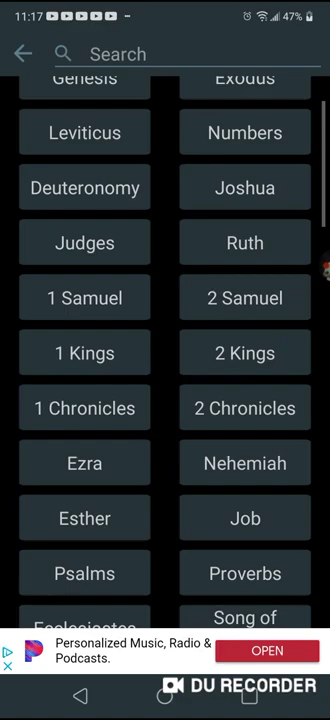 11:17 47%
Search
Genesis Exodus
Leviticus Numbers
Deuteronomy Joshua
Judges Ruth
1 Samuel 2 Samuel
1 Kings 2 Kings
1 Chronicles 2 Chronicles
Ezra Nehemiah
Esther Job
Psalms Proverbs
Ecclesiastes Song of
Personalized Music, Radio &
Podcasts.
OPEN
DU RECORDER